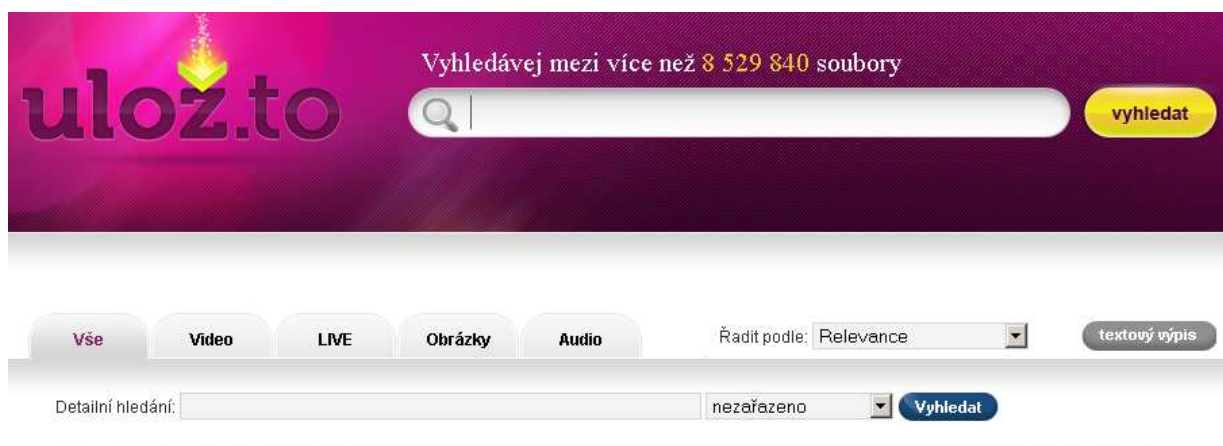 Vyhledávej mezi více než 8 529 840 soubory
ulož.to
vyhledat
Vše Video LIVE Obrázky Audio Řadit podle: Relevance textový výpis
Detailní hledání: nezařazeno Vyhledat